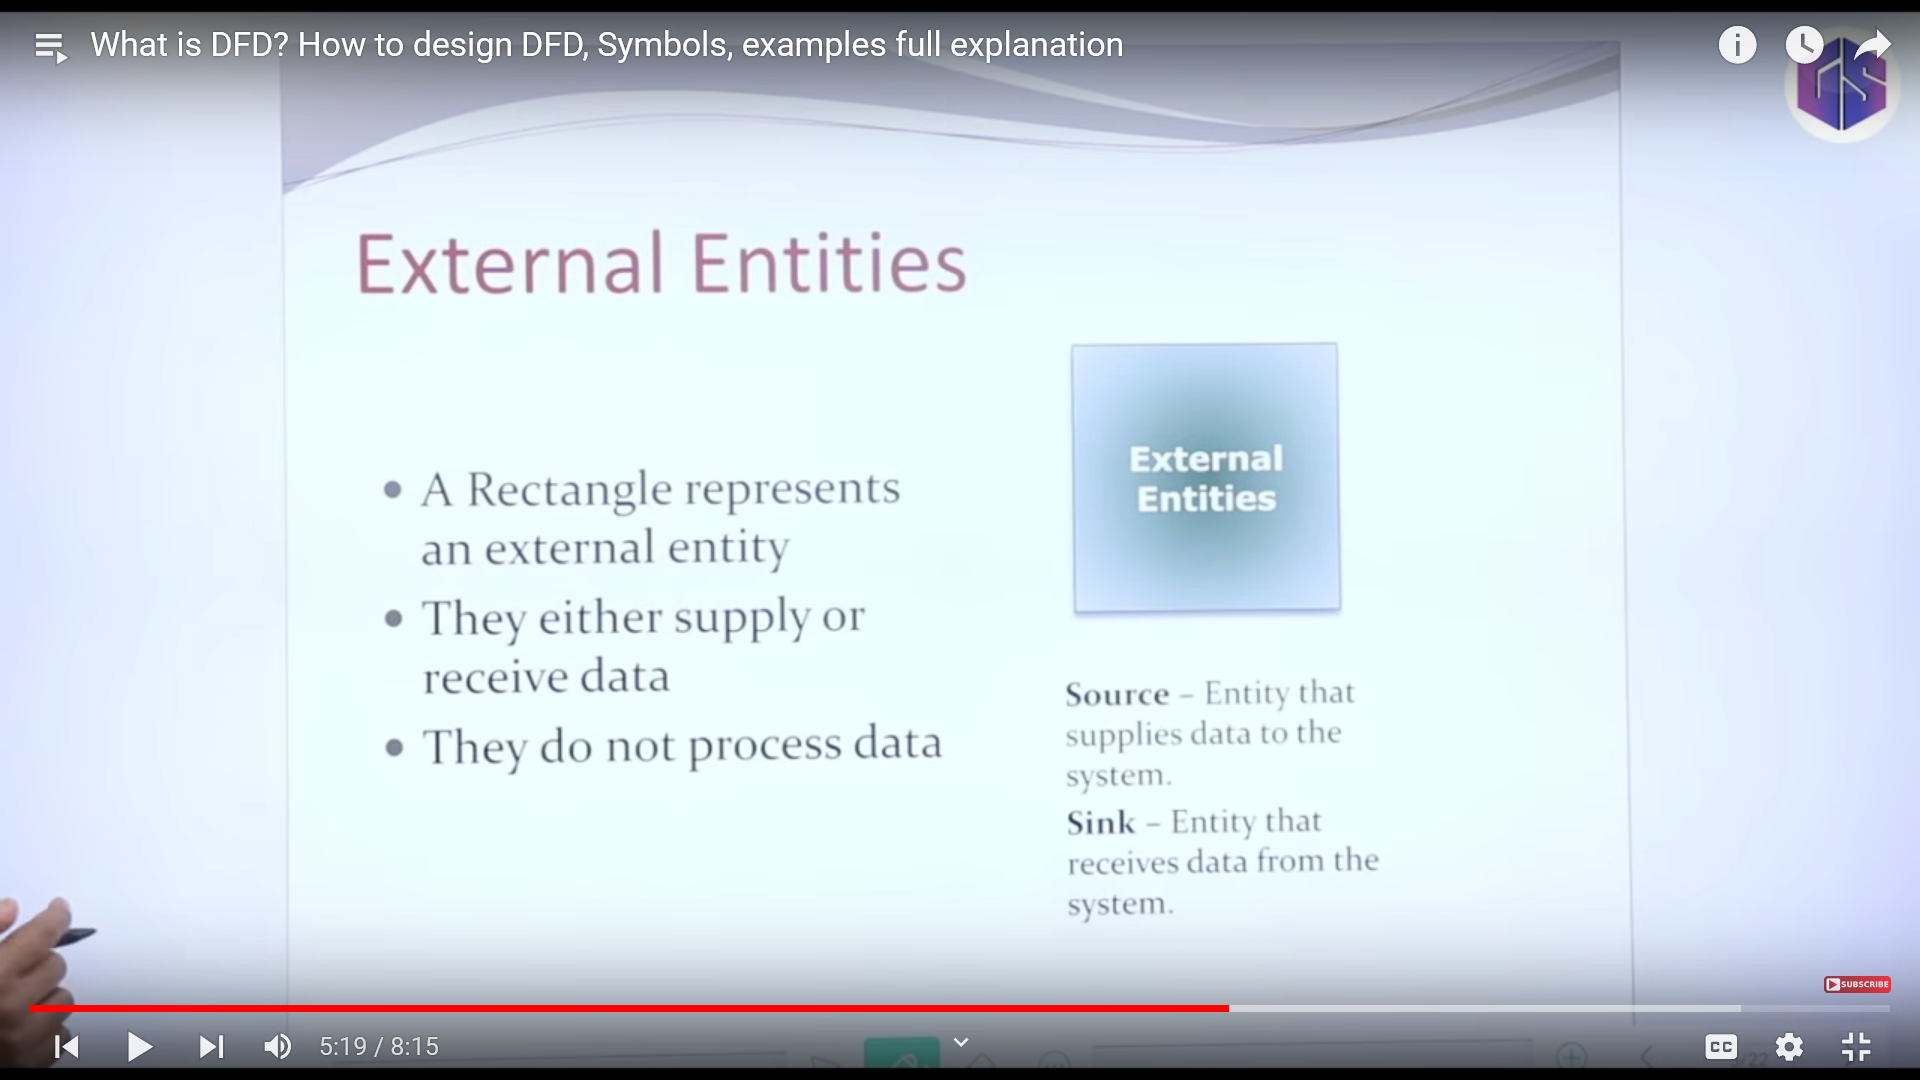 What is DFD? How to design DFD, Symbols, examples full explanation
External Entities
• A Rectangle represents
an external entity
• They either supply or
receive data
• They do not process data
External
Entities
Source – Entity that
supplies data to the
system.
Sink – Entity that
receives data from the
system.
SUBSCRIBE
5:19 / 8:15
CC